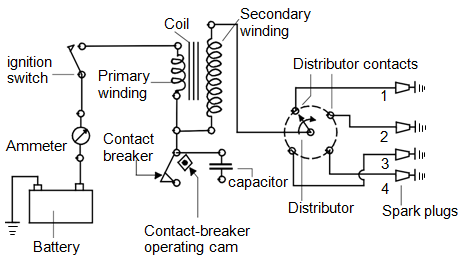 Coil
Secondary
winding
ignition
switch
Primary
winding
Distributor contacts
1
2
3
4
Ammeter
Contact
breaker
capacitor
Distributor
Spark plugs
Battery
Contact-breaker
operating cam